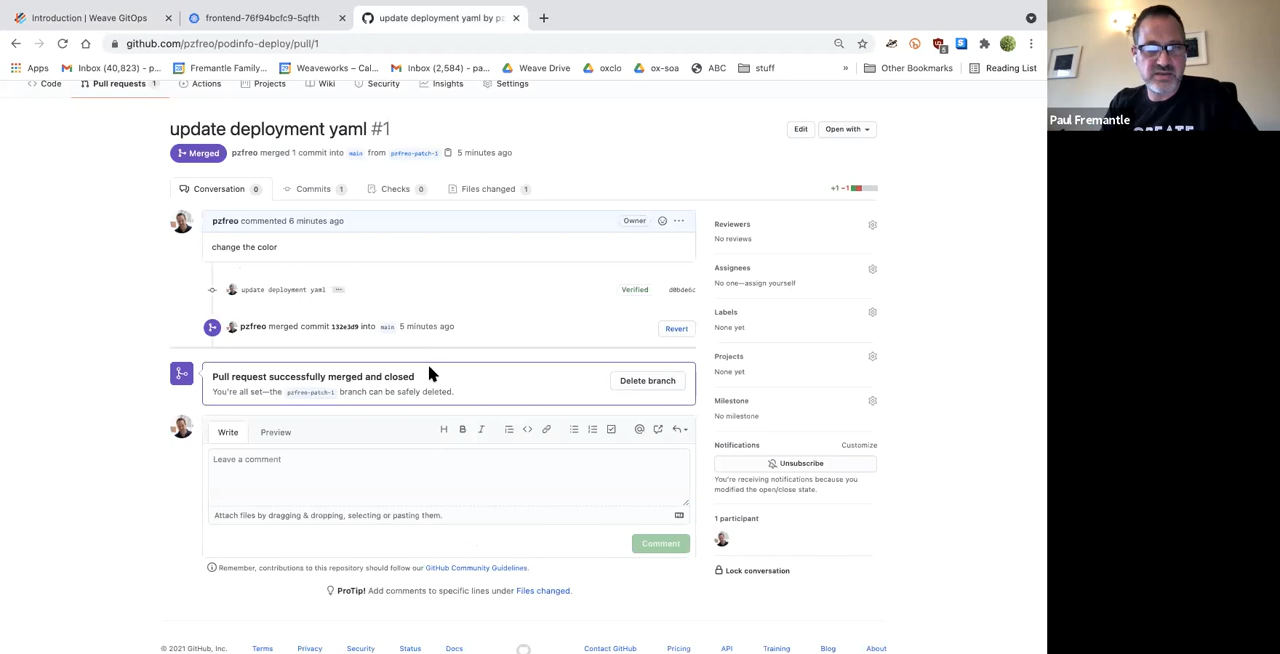 Introduction | Weave GitOps
frontend-76f94bcfc9-5qfth
update deployment yaml by pz
github.com/pzfreo/podinfo-deploy/pull/1
5
Apps
Inbox (40,823) - p...
Fremantle Family...
Weaveworks – Cal...
Inbox (2,584) - pa...
Weave Drive
oxclo
ox-soa
ABC
stuff
»
Other Bookmarks
Reading List
Code
Pull requests 1
Actions
Projects
Wiki
Security
Insights
Settings
update deployment yaml #1
Edit
Open with
Merged
pzfreo merged 1 commit into main from pzfreo-patch-1 5 minutes ago
Conversation 0
Commits 1
Checks 0
Files changed 1
+1 −1
pzfreo commented 6 minutes ago
Owner
change the color
update deployment yaml
Verified
d0bde6c
pzfreo merged commit 132e3d9 into main 5 minutes ago
Revert
Pull request successfully merged and closed
You're all set—the pzfreo-patch-1 branch can be safely deleted.
Delete branch
Write
Preview
Leave a comment
Attach files by dragging & dropping, selecting or pasting them.
Comment
Remember, contributions to this repository should follow our GitHub Community Guidelines.
ProTip! Add comments to specific lines under Files changed.
Reviewers
No reviews
Assignees
No one—assign yourself
Labels
None yet
Projects
None yet
Milestone
No milestone
Notifications
Customize
Unsubscribe
You're receiving notifications because you
modified the open/close state.
1 participant
Lock conversation
© 2021 GitHub, Inc.
Terms
Privacy
Security
Status
Docs
Contact GitHub
Pricing
API
Training
Blog
About
Paul Fremantle
CREATE